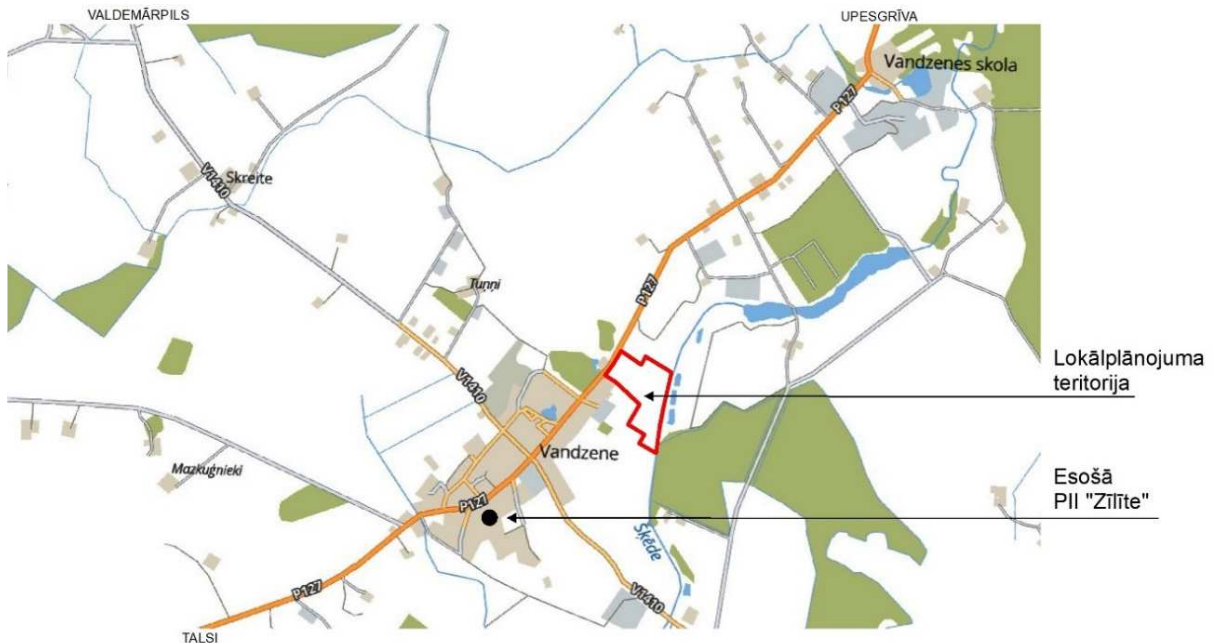 VALDEMĀRPILS
UPESGRĪVA
Vandzenes skola
P127
V1410
Skreite
P127
Tuņņi
Lokālplānojuma
teritorija
V1410
Vandzene
Mazkuģnieki
Esošā
PII "Zīlīte"
P127
Šķēde
P127
V1410
TALSI